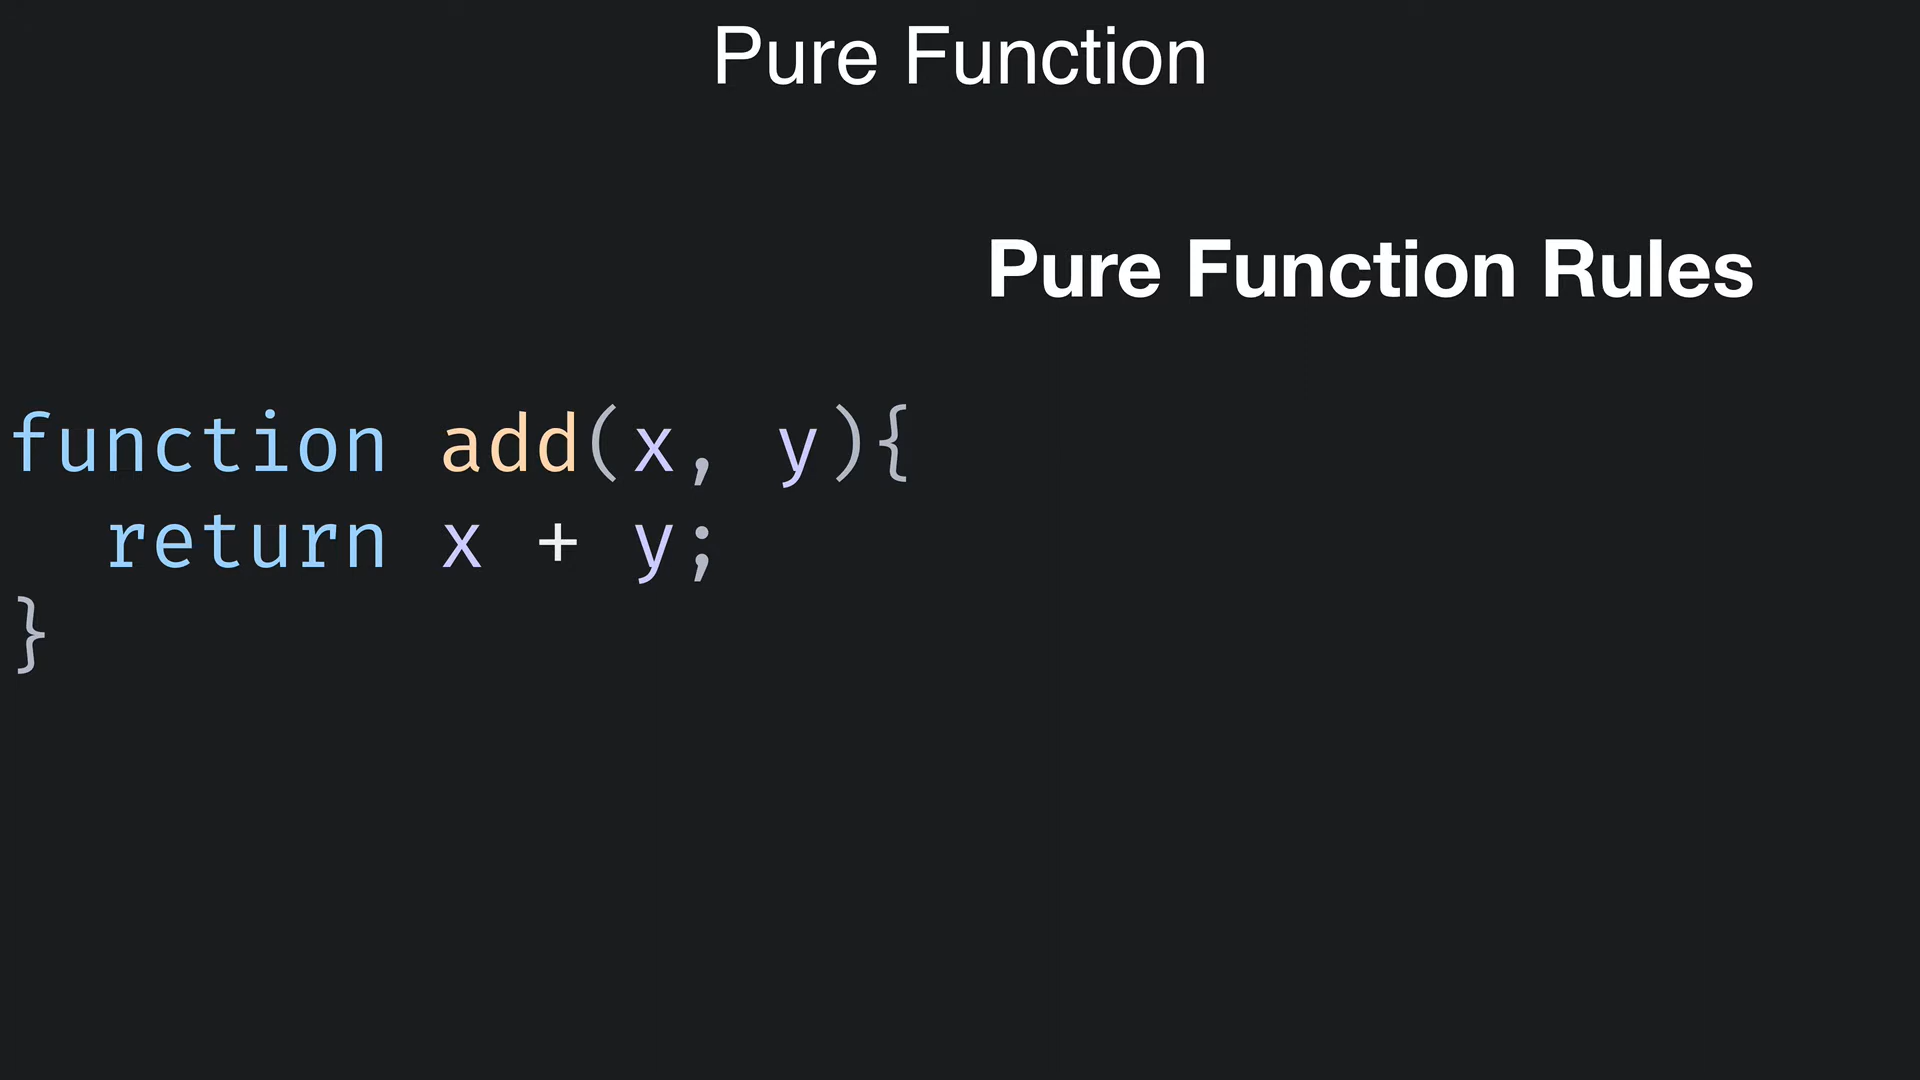 Pure Function
Pure Function Rules
function add(x, y){
  return x + y;
}